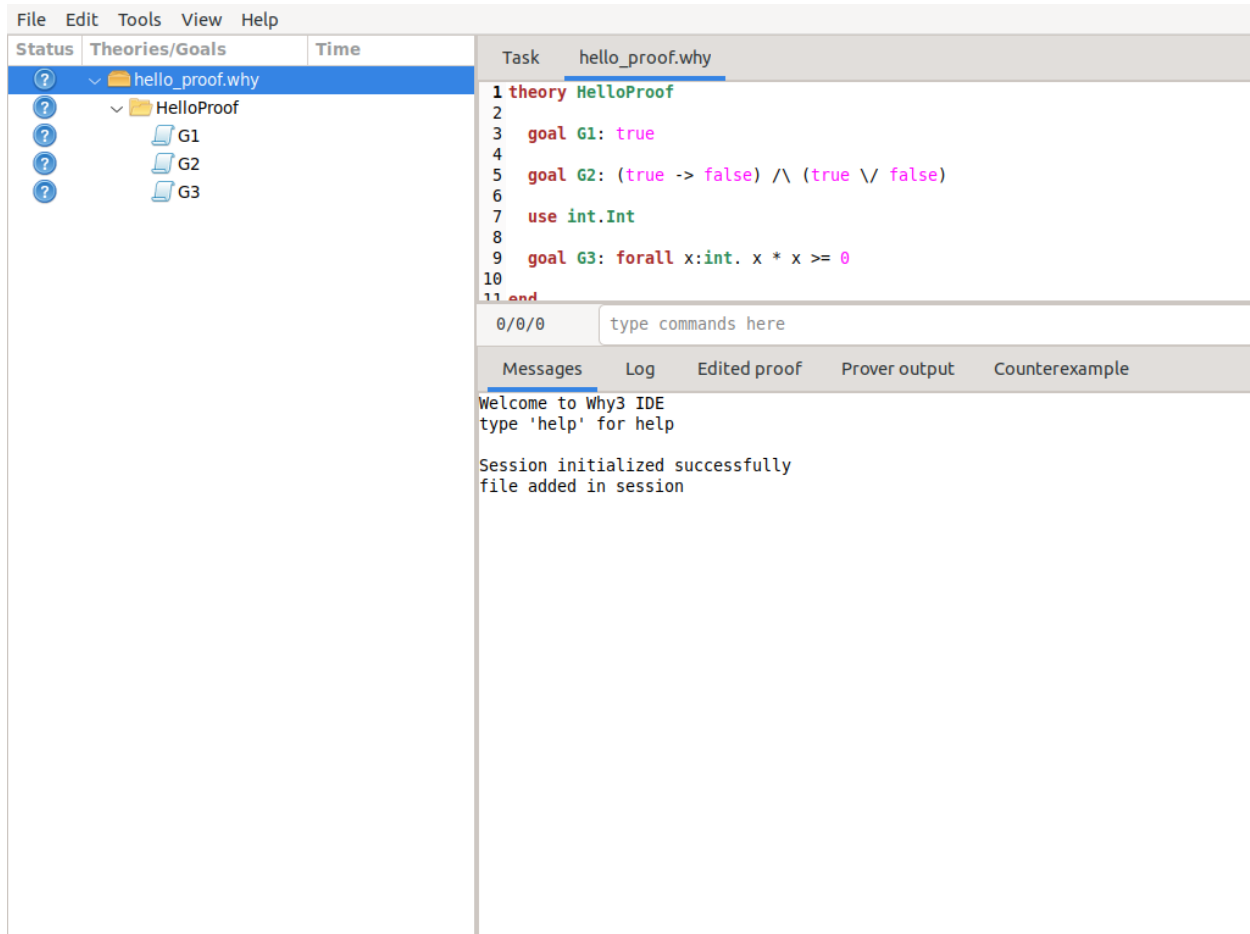 File Edit Tools View Help
Status Theories/Goals Time
hello_proof.why
HelloProof
G1
G2
G3
Task hello_proof.why
1 theory HelloProof
2
3 goal G1: true
4
5 goal G2: (true -> false) /\ (true \/ false)
6
7 use int.Int
8
9 goal G3: forall x:int. x * x >= 0
10
11 end
0/0/0 type commands here
Messages Log Edited proof Prover output Counterexample
Welcome to Why3 IDE
type 'help' for help
Session initialized successfully
file added in session